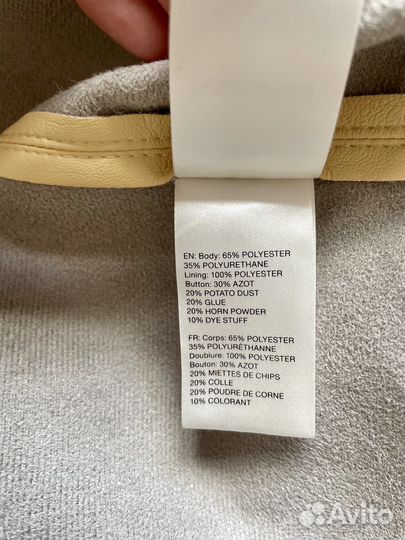 EN: Body: 65% POLYESTER
35% POLYURETHANE
Lining: 100% POLYESTER
Button: 30% AZOT
20% POTATO DUST
20% GLUE
20% HORN POWDER
10% DYE STUFF
FR: Corps: 65% POLYESTER
35% POLYURÉTHANNE
Doublure: 100% POLYESTER
Bouton: 30% AZOT
20% MIETTES DE CHIPS
20% COLLE
20% POUDRE DE CORNE
10% COLORANT
Avito